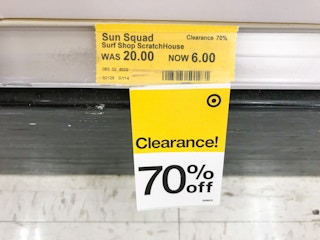 Sun Squad Clearance 70%
Surf Shop ScratchHouse
WAS 20.00 NOW 6.00
Clearance!
70% off